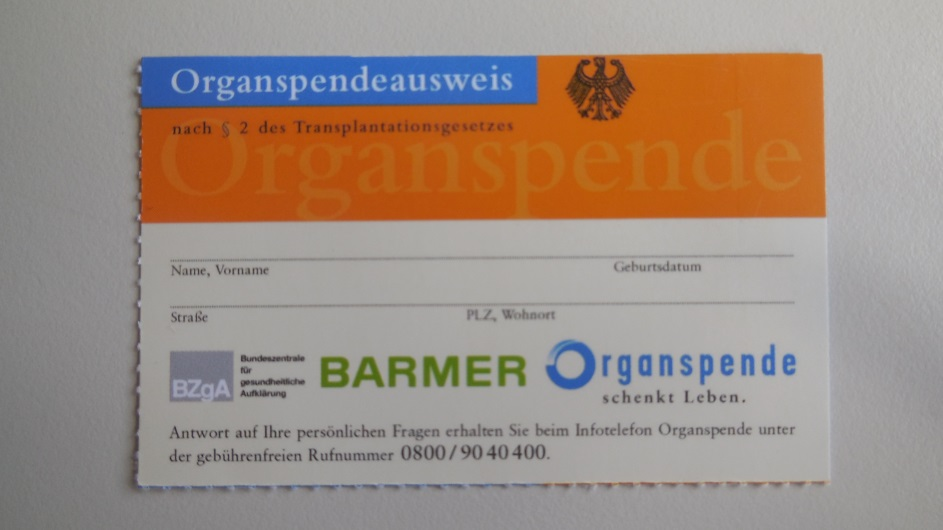 Organspendeausweis
nach § 2 des Transplantationsgesetzes
Organspende
Name, Vorname Geburtsdatum
Straße PLZ, Wohnort
BZgA
Bundeszentrale
für
gesundheitliche
Aufklärung
BARMER
Organspende
schenkt Leben.
Antwort auf Ihre persönlichen Fragen erhalten Sie beim Infotelefon Organspende unter
der gebührenfreien Rufnummer 0800/90 40 400.